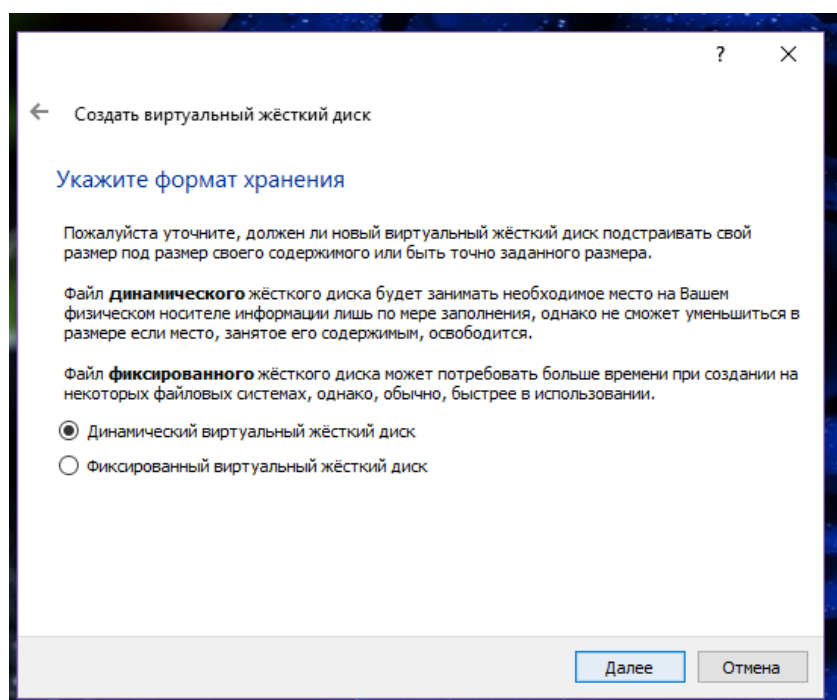 ?
Создать виртуальный жёсткий диск
Укажите формат хранения
Пожалуйста уточните, должен ли новый виртуальный жёсткий диск подстраивать свой
размер под размер своего содержимого или быть точно заданного размера.
Файл динамического жёсткого диска будет занимать необходимое место на Вашем
физическом носителе информации лишь по мере заполнения, однако не сможет уменьшиться в
размере если место, занятое его содержимым, освободится.
Файл фиксированного жёсткого диска может потребовать больше времени при создании на
некоторых файловых системах, однако, обычно, быстрее в использовании.
Динамический виртуальный жёсткий диск
Фиксированный виртуальный жёсткий диск
Далее Отмена